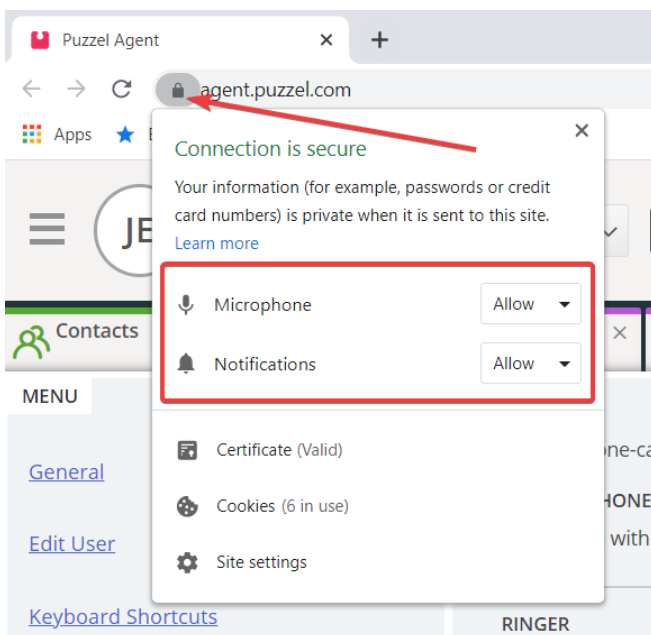 Puzzel Agent
agent.puzzel.com
Apps
Connection is secure
Your information (for example, passwords or credit
card numbers) is private when it is sent to this site.
Learn more
JE
Microphone Allow
Contacts
Notifications Allow
MENU
Certificate (Valid)
General
Cookies (6 in use)
Edit User
with
Site settings
Keyboard Shortcuts
RINGER